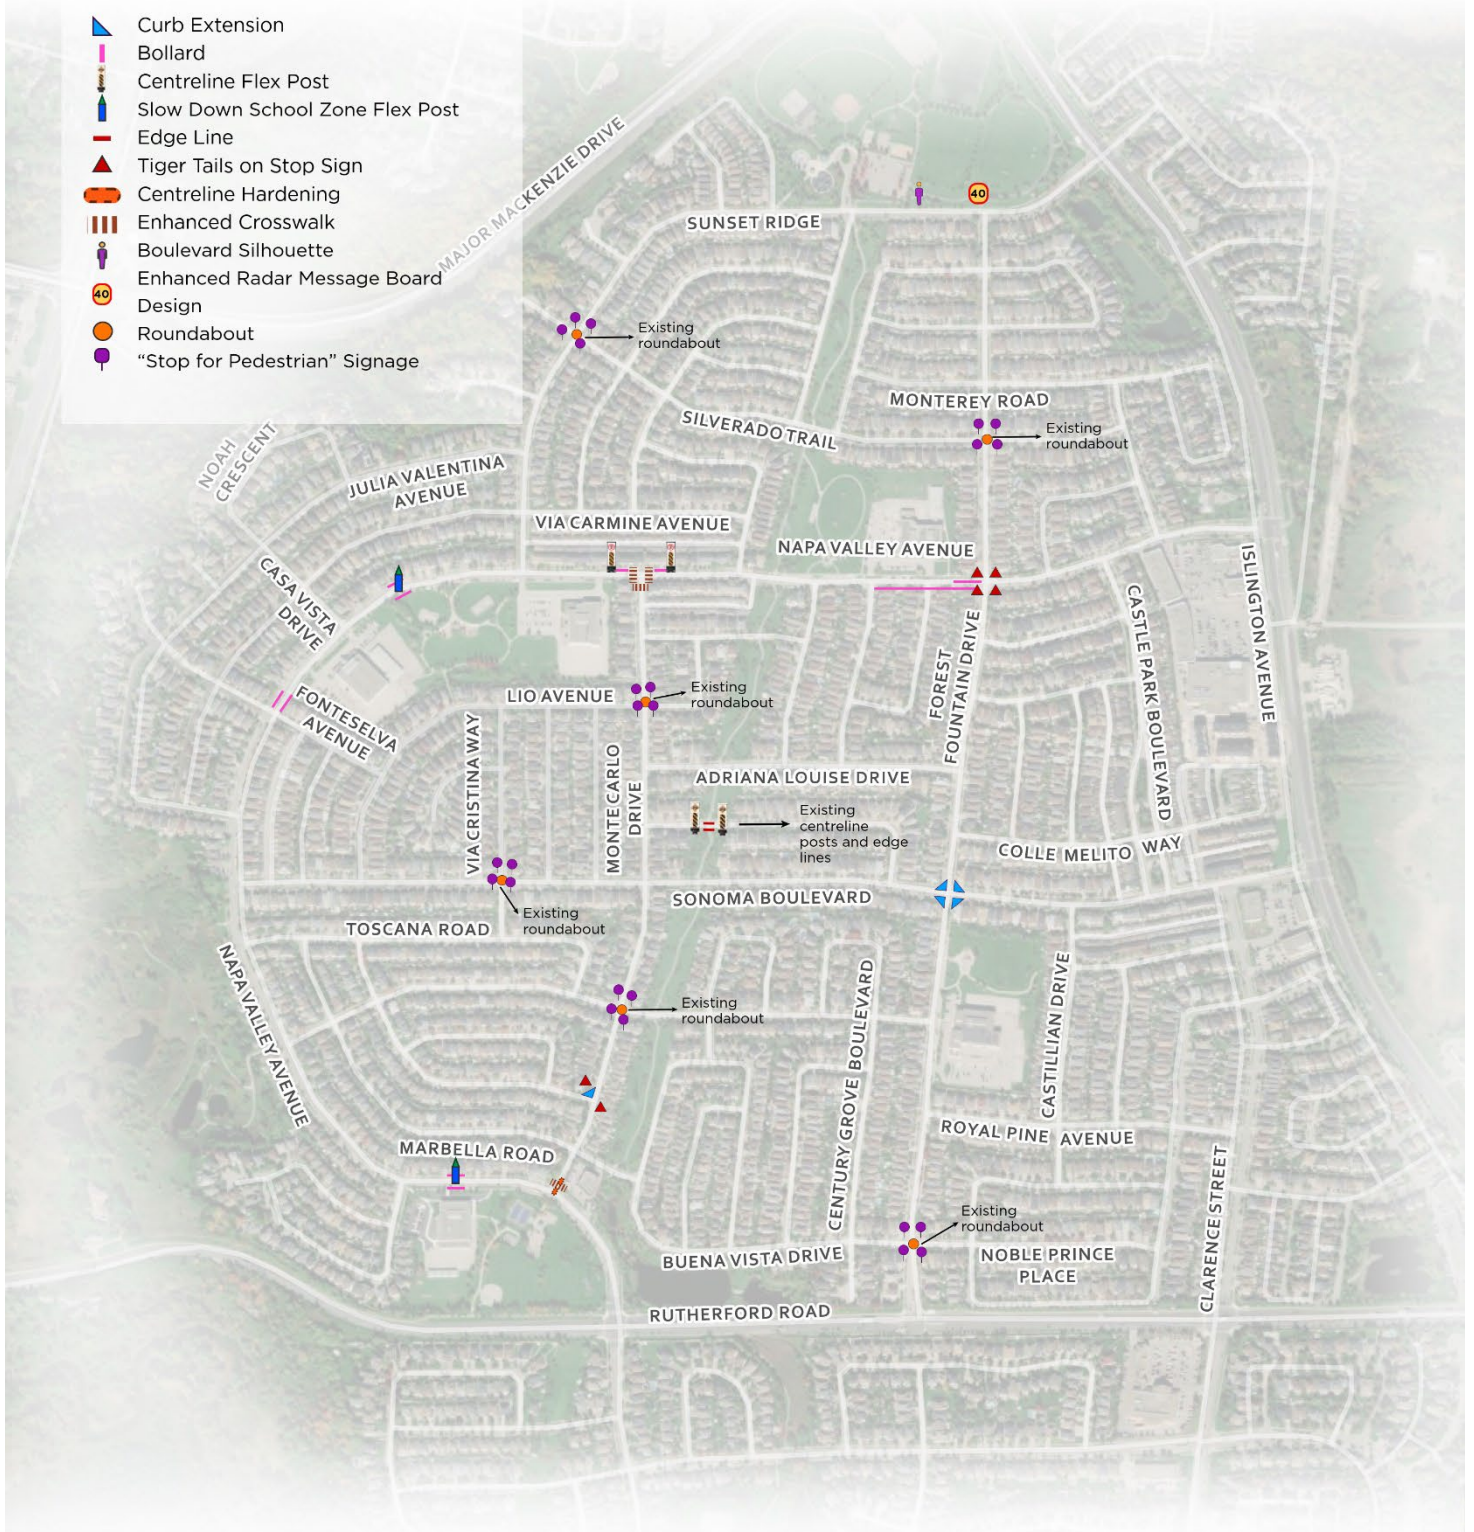 Curb Extension
Bollard
Centreline Flex Post
Slow Down School Zone Flex Post
Edge Line
Tiger Tails on Stop Sign
Centreline Hardening
Enhanced Crosswalk
Boulevard Silhouette
Enhanced Radar Message Board
40
Design
Roundabout
“Stop for Pedestrian” Signage
MAJOR MACKENZIE DRIVE
40
SUNSET RIDGE
Existing
roundabout
MONTEREY ROAD
SILVERADO TRAIL
Existing
roundabout
NOAH
CRESCENT
JULIA VALENTINA
AVENUE
VIA CARMINE AVENUE
NAPA VALLEY AVENUE
CASA VISTA
DRIVE
ISLINGTON AVENUE
CASTLE PARK BOULEVARD
FOREST
FOUNTAIN DRIVE
FONTESELVA
AVENUE
LIO AVENUE
Existing
roundabout
VIA CRISTINA WAY
MONTE CARLO
DRIVE
ADRIANA LOUISE DRIVE
Existing
centreline
posts and edge
lines
COLLE MELITO WAY
SONOMA BOULEVARD
Existing
roundabout
TOSCANA ROAD
NAPA VALLEY AVENUE
Existing
roundabout
CENTURY GROVE BOULEVARD
CASTILLIAN DRIVE
ROYAL PINE AVENUE
MARBELLA ROAD
CLARENCE STREET
Existing
roundabout
BUENA VISTA DRIVE
NOBLE PRINCE
PLACE
RUTHERFORD ROAD